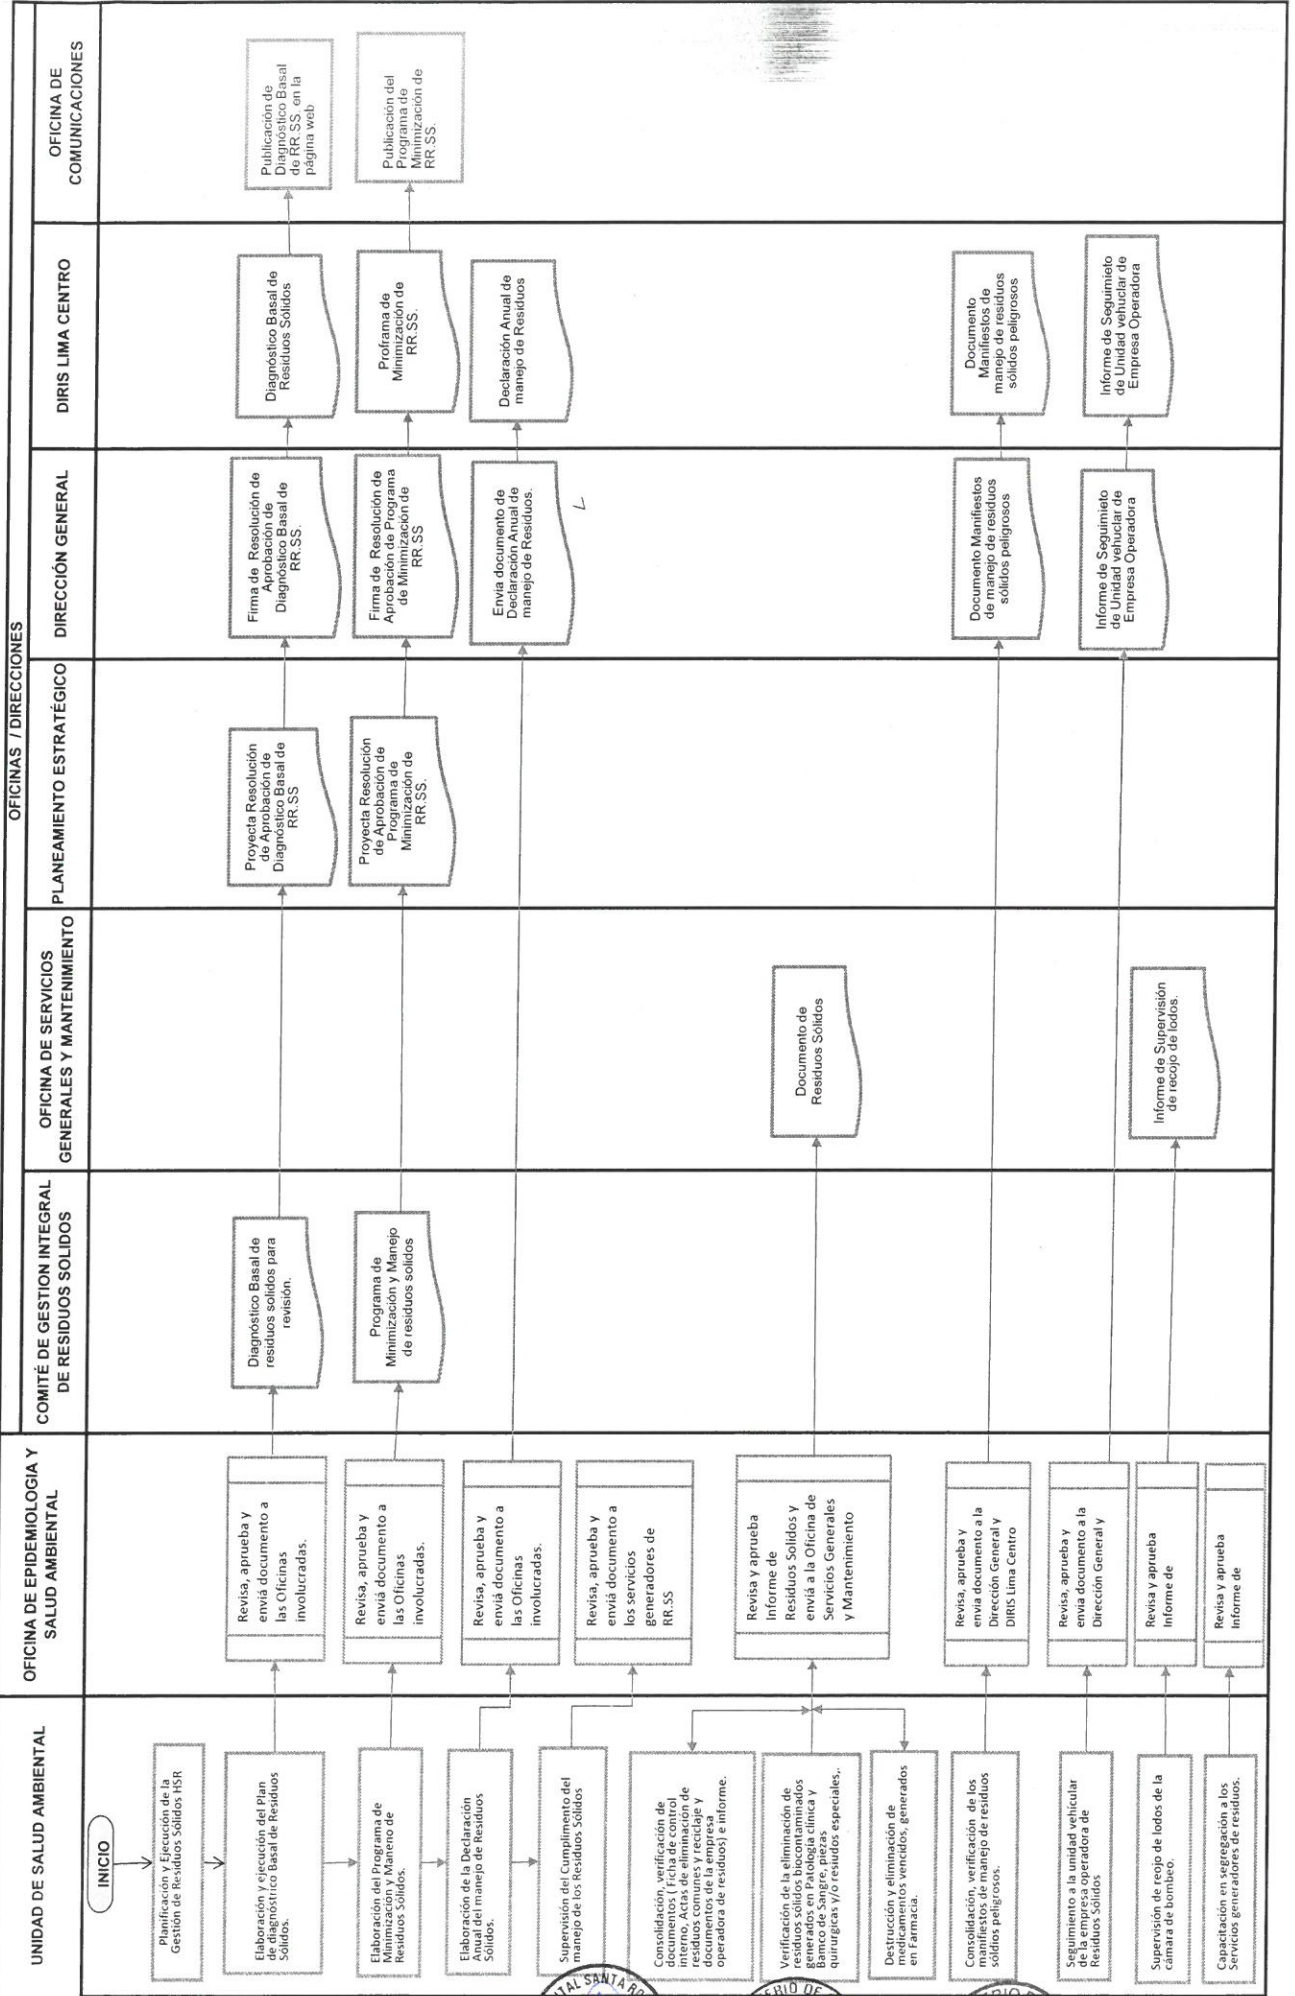 OFICINAS / DIRECCIONES
UNIDAD DE SALUD AMBIENTAL
OFICINA DE EPIDEMIOLOGIA Y
SALUD AMBIENTAL
COMITÉ DE GESTION INTEGRAL
DE RESIDUOS SOLIDOS
OFICINA DE SERVICIOS
GENERALES Y MANTENIMIENTO
PLANEAMIENTO ESTRATÉGICO
DIRECCIÓN GENERAL
DIRIS LIMA CENTRO
OFICINA DE
COMUNICACIONES
INICIO
Planificación y Ejecución de la
Gestión de Residuos Sólidos HSR
Elaboración y ejecución del Plan
de diagnóstrico Basal de Residuos
Sólidos.
Revisa, aprueba y
enviá documento a
las Oficinas
involucradas.
Diagnóstico Basal de
residuos solidos para
revisión.
Proyecta Resolución
de Aprobación de
Diagnóstico Basal de
RR.SS
Firma de Resolución de
Aprobación de
Diagnóstico Basal de
RR.SS.
Diagnóstico Basal de
Residuos Sólidos
Publicación de
Diagnóstico Basal
de RR.SS. en la
página web
Elaboración del Programa de
Minimización y Maneno de
Residuos Sólidos.
Revisa, aprueba y
enviá documento a
las Oficinas
involucradas.
Programa de
Minimización y Manejo
de residuos solidos
Proyecta Resolución
de Aprobación de
Programa de
Minimización de
RR.SS.
Firma de Resolución de
Aprobación de Programa
de Minimización de
RR.SS
Proframa de
Minimización de
RR.SS.
Publicación del
Programa de
Minimización de
RR.SS.
Elaboración de la Declaración
Anual del manejo de Residuos
Sólidos.
Revisa, aprueba y
enviá documento a
las Oficinas
involucradas.
Envia documento de
Declaración Anual de
manejo de Residuos.
Declaración Anual de
manejo de Residuos
Supervisión del Cumplimento del
manejo de los Residuos Sólidos
Revisa, aprueba y
enviá documento a
los servicios
generadores de
RR.SS
Consolidación, verificación de
documentos ( Ficha de control
interno, Actas de eliminación de
residuos comunes y reciclaje y
documentos de la empresa
operadora de residuos) e informe.
Verificación de la eliminación de
residuos sólidos biocontaminados
generados en Patología clínica y
Bamco de Sangre, piezas
quirurgicas y/o resiudos especiales,.
Revisa y aprueba
Informe de
Residuos Solidos y
enviá a la Oficina de
Servicios Generales
y Mantenimiento
Documento de
Residuos Sólidos
Destrucción y eliminación de
medicamentos vencidos, generados
en Farmacia.
Consolidación, verificación de los
manifiestos de manejo de residuos
soldios peligrosos.
Revisa, aprueba y
envia documento a la
Dirección General y
DIRIS Lima Centro
Documento Manifiestos
de manejo de residuos
sólidos peligrosos
Documento
Manifiestos de
manejo de residuos
sólidos peligrosos
Seguimiento a la unidad vehicular
de la empresa operadora de
Residuos Sólidos
Revisa, aprueba y
envia documento a la
Dirección General y
Informe de Seguimieto
de Unidad vehuclar de
Empresa Operadora
Informe de Seguimieto
de Unidad vehuclar de
Empresa Operadora
Supervisión de reojo de lodos de la
cámara de bombeo.
Revisa y aprueba
Informe de
Informe de Supervisión
de recojo de lodos.
Capacitación en segregación a los
Servicios generadores de residuos.
Revisa y aprueba
Informe de
SANTA
DE